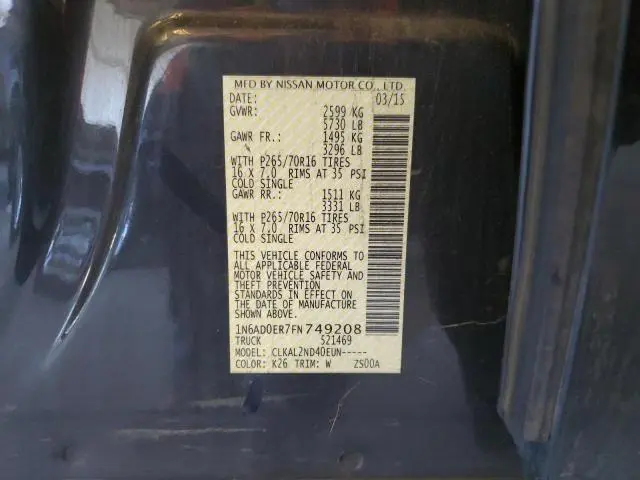 MFD BY NISSAN MOTOR CO., LTD.
DATE: 03/15
GVWR: 2599 KG
5730 LB
GAWR FR.: 1495 KG
3296 LB
WITH P265/70R16 TIRES
16 X 7.0 RIMS AT 35 PSI
COLD SINGLE
GAWR RR.: 1511 KG
3331 LB
WITH P265/70R16 TIRES
16 X 7.0 RIMS AT 35 PSI
COLD SINGLE
THIS VEHICLE CONFORMS TO
ALL APPLICABLE FEDERAL
MOTOR VEHICLE SAFETY AND
THEFT PREVENTION
STANDARDS IN EFFECT ON
THE DATE OF MANUFACTURE
SHOWN ABOVE.
1N6AD0ER7FN 749208
TRUCK 521469
MODEL: CLKAL2ND40EUN-----
COLOR: K26 TRIM: W ZS00A